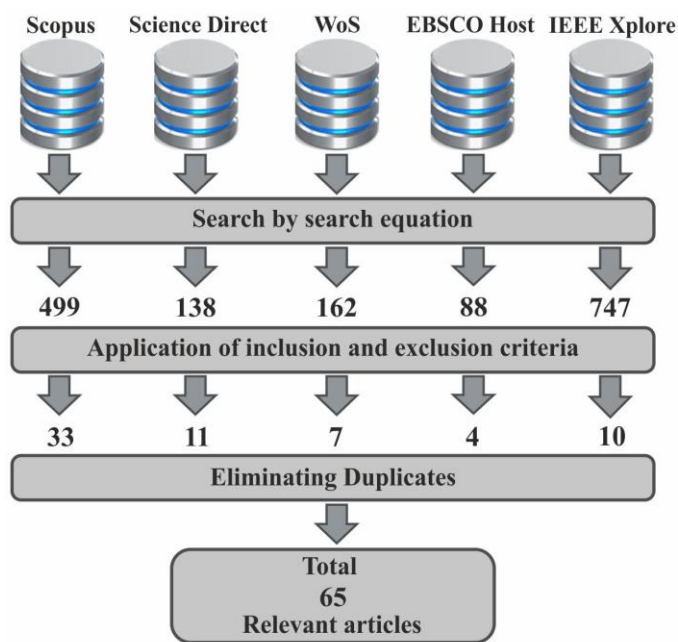 Scopus Science Direct WoS EBSCO Host IEEE Xplore
Search by search equation
499 138 162 88 747
Application of inclusion and exclusion criteria
33 11 7 4 10
Eliminating Duplicates
Total
65
Relevant articles